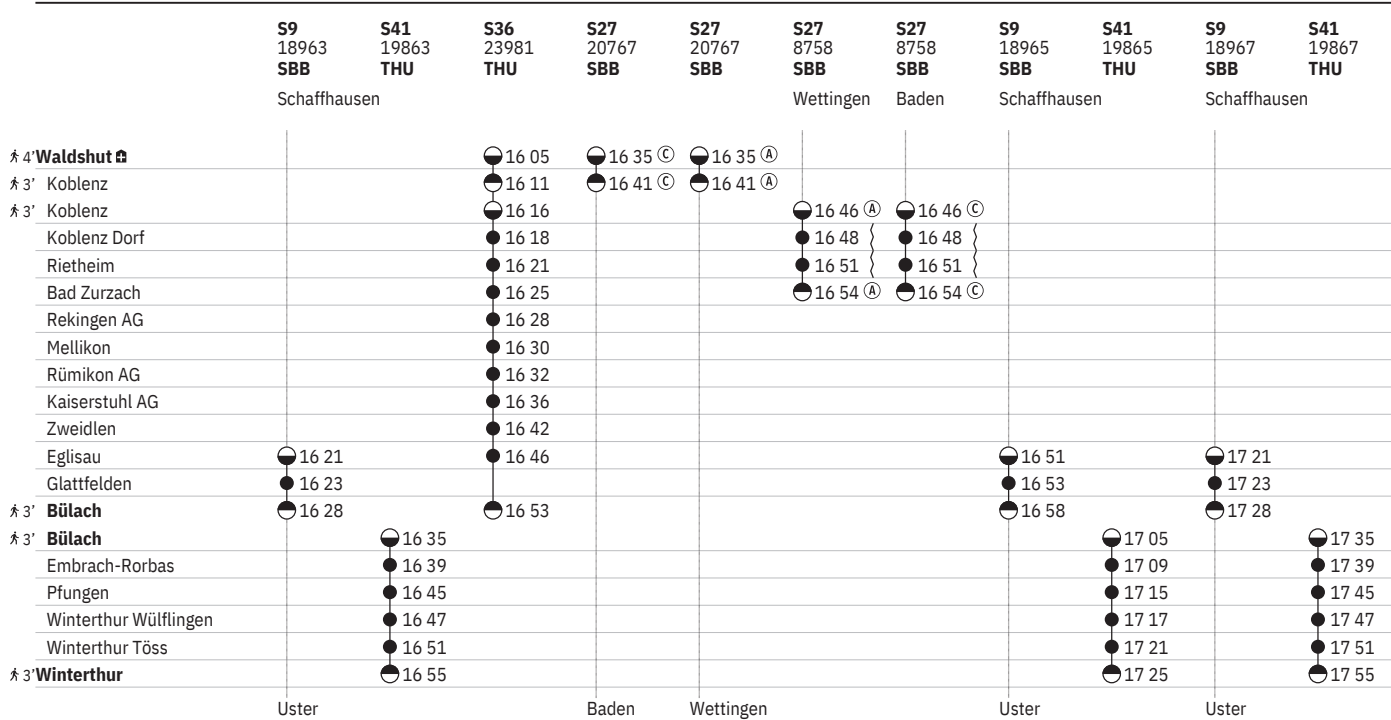 S9 S41 S36 S27 S27 S27 S27 S9 S41 S9 S41
18963 19863 23981 20767 20767 8758 8758 18965 19865 18967 19867
SBB THU THU SBB SBB SBB SBB SBB THU SBB THU
Schaffhausen Wettingen Baden Schaffhausen Schaffhausen
4' Waldshut 16 05 16 35 Ⓒ 16 35 Ⓐ
3' Koblenz 16 11 16 41 Ⓒ 16 41 Ⓐ
3' Koblenz 16 16 16 46 Ⓐ 16 46 Ⓒ
Koblenz Dorf 16 18 16 48 16 48
Rietheim 16 21 16 51 16 51
Bad Zurzach 16 25 16 54 Ⓐ 16 54 Ⓒ
Rekingen AG 16 28
Mellikon 16 30
Rümikon AG 16 32
Kaiserstuhl AG 16 36
Zweidlen 16 42
Eglisau 16 21 16 46 16 51 17 21
Glattfelden 16 23 16 53 17 23
3' Bülach 16 28 16 53 16 58 17 28
3' Bülach 16 35 17 05 17 35
Embrach-Rorbas 16 39 17 09 17 39
Pfungen 16 45 17 15 17 45
Winterthur Wülflingen 16 47 17 17 17 47
Winterthur Töss 16 51 17 21 17 51
3' Winterthur 16 55 17 25 17 55
Uster Baden Wettingen Uster Uster